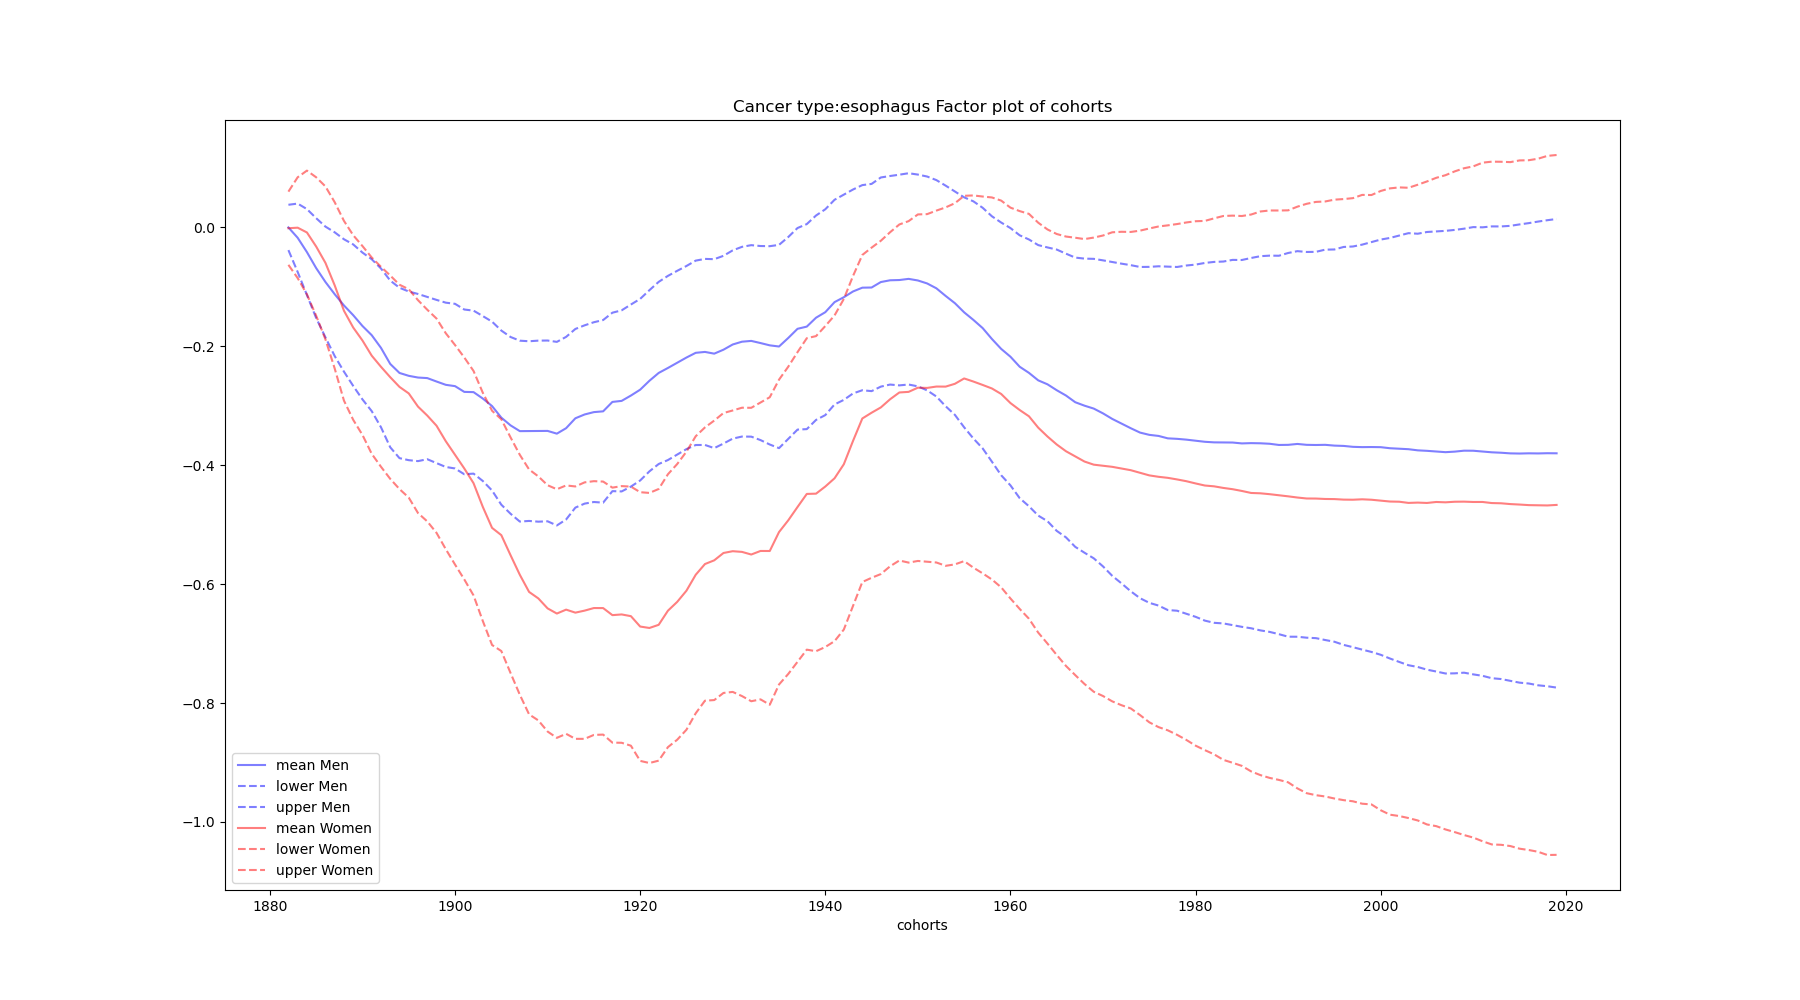 Cancer type:esophagus Factor plot of cohorts
0.0
−0.2
−0.4
−0.6
−0.8
−1.0
mean Men
lower Men
upper Men
mean Women
lower Women
upper Women
1880 1900 1920 1940 1960 1980 2000 2020
cohorts